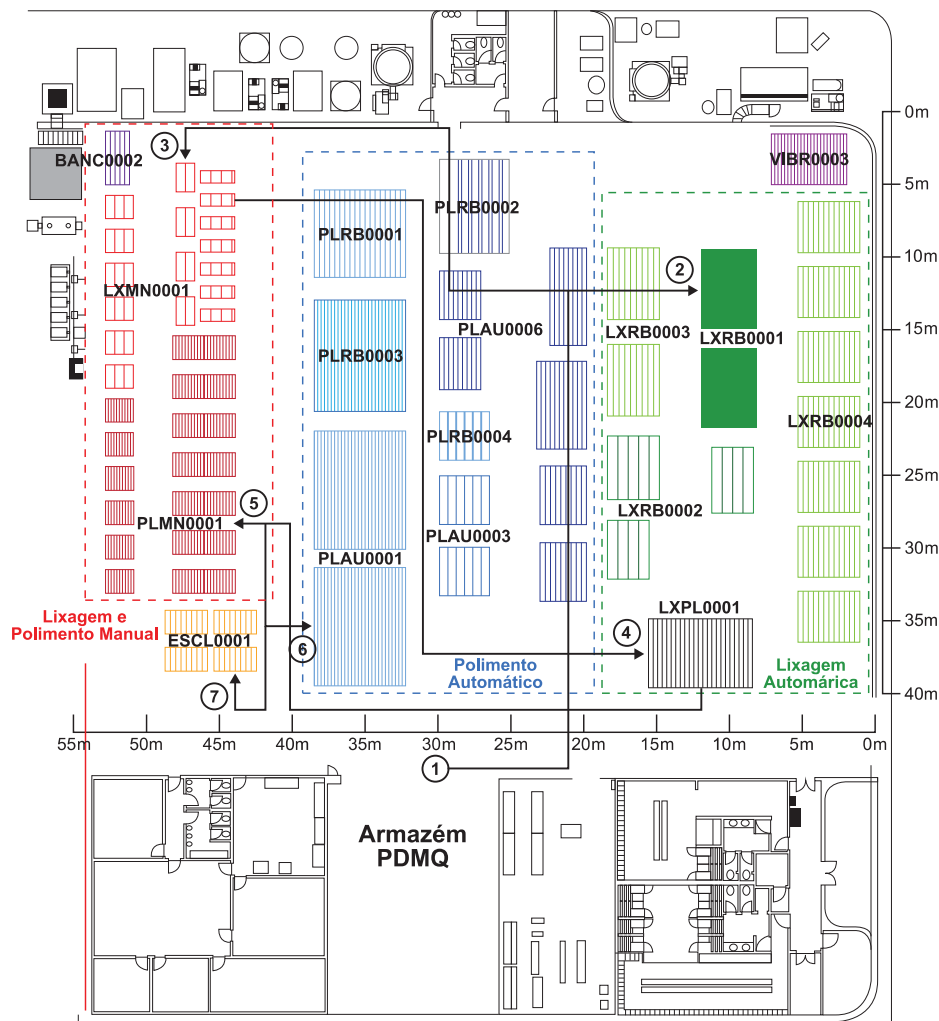 0m
3
BANC0002
VIBR0003
5m
PLRB0002
PLRB0001
10m
2
LXMN0001
PLAU0006
LXRB0003
LXRB0001
15m
PLRB0003
20m
LXRB0004
PLRB0004
25m
5
LXRB0002
PLMN0001
PLAU0003
30m
PLAU0001
LXPL0001
35m
Lixagem e
Polimento Manual
ESCL0001
4
6
Polimento
Automático
Lixagem
Automárica
7
40m
55m 50m 45m 40m 35m 30m 25m 20m 15m 10m 5m 0m
1
Armazém
PDMQ